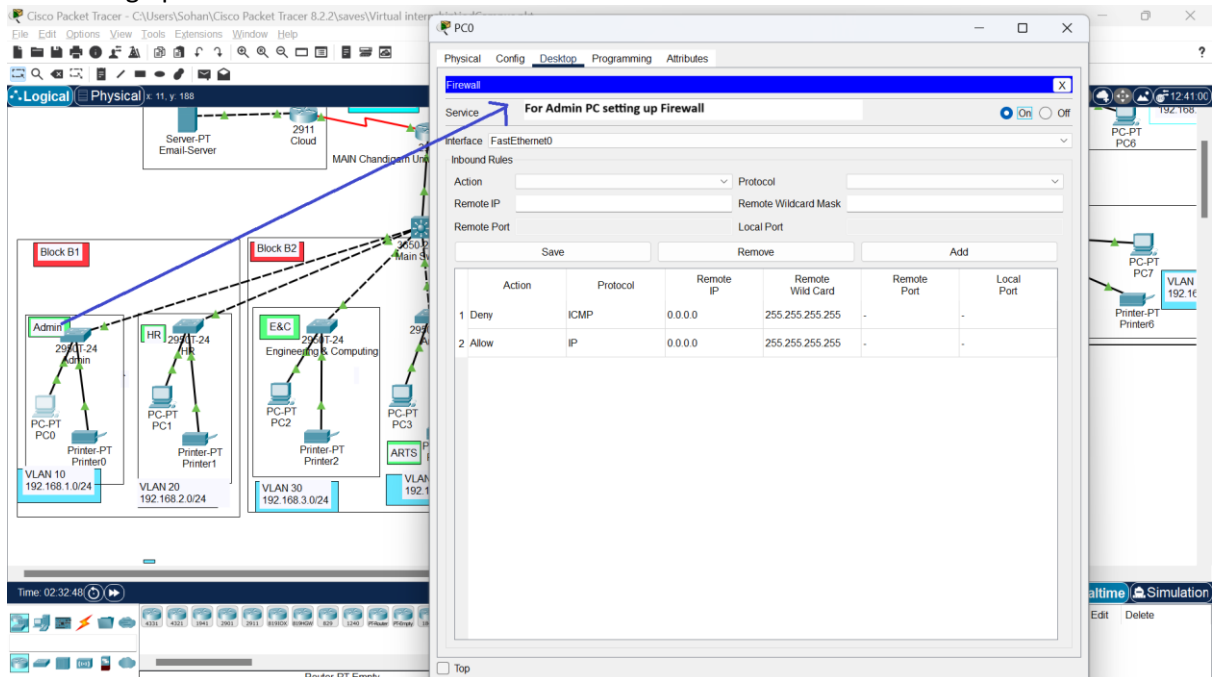 Cisco Packet Tracer - C:\Users\Sohan\Cisco Packet Tracer 8.2.2\saves\Virtual
File Edit Options View Tools Extensions Window Help
?
Logical Physical x: 11, y: 188
12:41:00
Server-PT
Email-Server
2911
Cloud
Block B1
Block B2
Admin
2950T-24
Admin
HR
2950T-24
HR
E&C
2950T-24
Engineering & Computing
PC-PT
PC0
Printer-PT
Printer0
PC-PT
PC1
Printer-PT
Printer1
PC-PT
PC2
Printer-PT
Printer2
PC-PT
PC3
ARTS
VLAN 10
192.168.1.0/24
VLAN 20
192.168.2.0/24
VLAN 30
192.168.3.0/24
PC0
Physical Config Desktop Programming Attributes
Firewall X
Service For Admin PC setting up Firewall On Off
Interface FastEthernet0
Inbound Rules
Action Protocol
Remote IP Remote Wildcard Mask
Remote Port Local Port
Save Remove Add
Action Protocol Remote IP Remote Wild Card Remote Port Local Port
1 Deny ICMP 0.0.0.0 255.255.255.255 - -
2 Allow IP 0.0.0.0 255.255.255.255 - -
Top
192.168.
PC-PT
PC6
PC-PT
PC7
VLAN
192.16
Printer-PT
Printer6
Time: 02:32:48
Simulation
Edit Delete
4331 4321 1941 2901 2911 819IOX 819HGW 829 1240